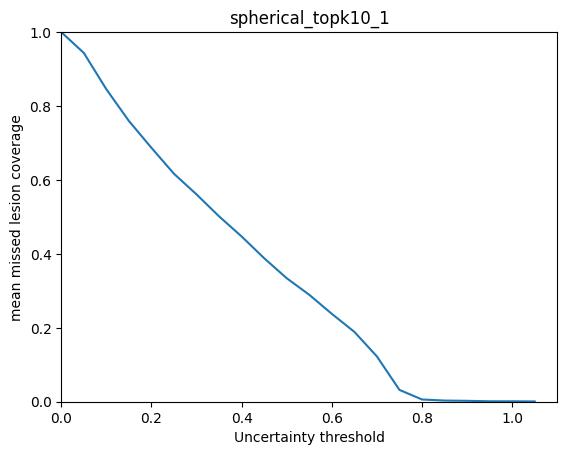 spherical_topk10_1
1.0
0.8
0.6
0.4
0.2
0.0
mean missed lesion coverage
0.0 0.2 0.4 0.6 0.8 1.0
Uncertainty threshold